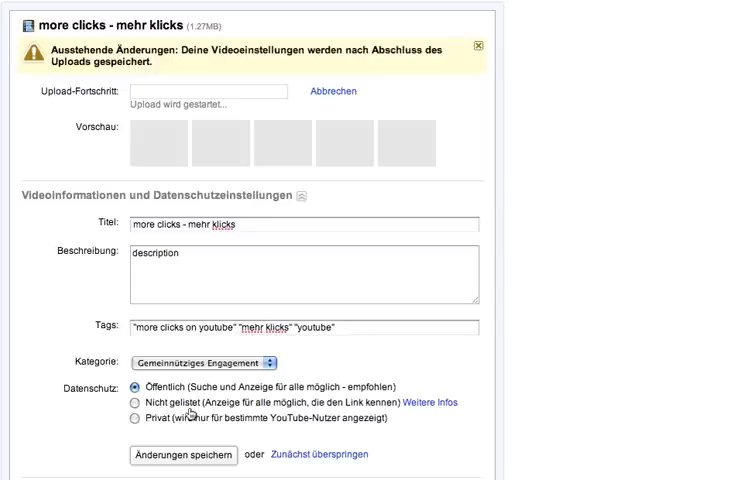 more clicks - mehr klicks (1.27MB)
Ausstehende Änderungen: Deine Videoeinstellungen werden nach Abschluss des
Uploads gespeichert.
Upload-Fortschritt: Abbrechen
Upload wird gestartet...
Vorschau:
Videoinformationen und Datenschutzeinstellungen
Titel: more clicks - mehr klicks
Beschreibung: description
Tags: "more clicks on youtube" "mehr klicks" "youtube"
Kategorie: Gemeinnütziges Engagement
Datenschutz: Öffentlich (Suche und Anzeige für alle möglich - empfohlen)
Nicht gelistet (Anzeige für alle möglich, die den Link kennen) Weitere Infos
Privat (wird nur für bestimmte YouTube-Nutzer angezeigt)
Änderungen speichern oder Zunächst überspringen